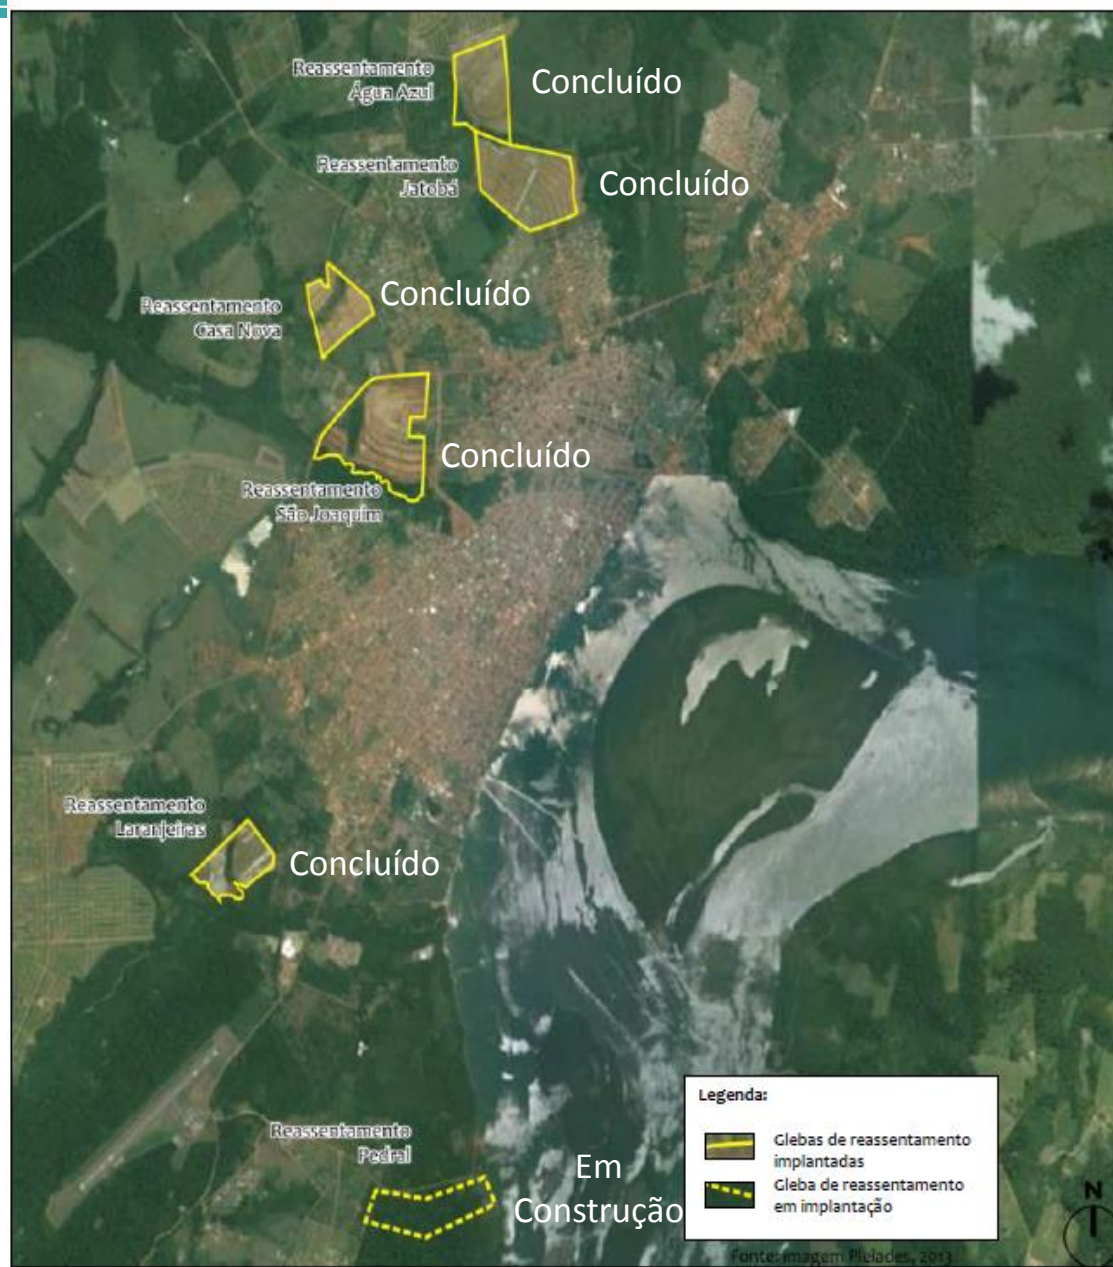 Reassentamento
Água Azul
Concluído
Reassentamento
Jatobá
Concluído
Reassentamento
Casa Nova
Concluído
Reassentamento
São Joaquim
Concluído
Reassentamento
Laranjeiras
Concluído
Reassentamento
Pedral
Em
Construção
Legenda:
Glebas de reassentamento
implantadas
Gleba de reassentamento
em implantação
N
Fonte: Imagem Pleiades, 2013